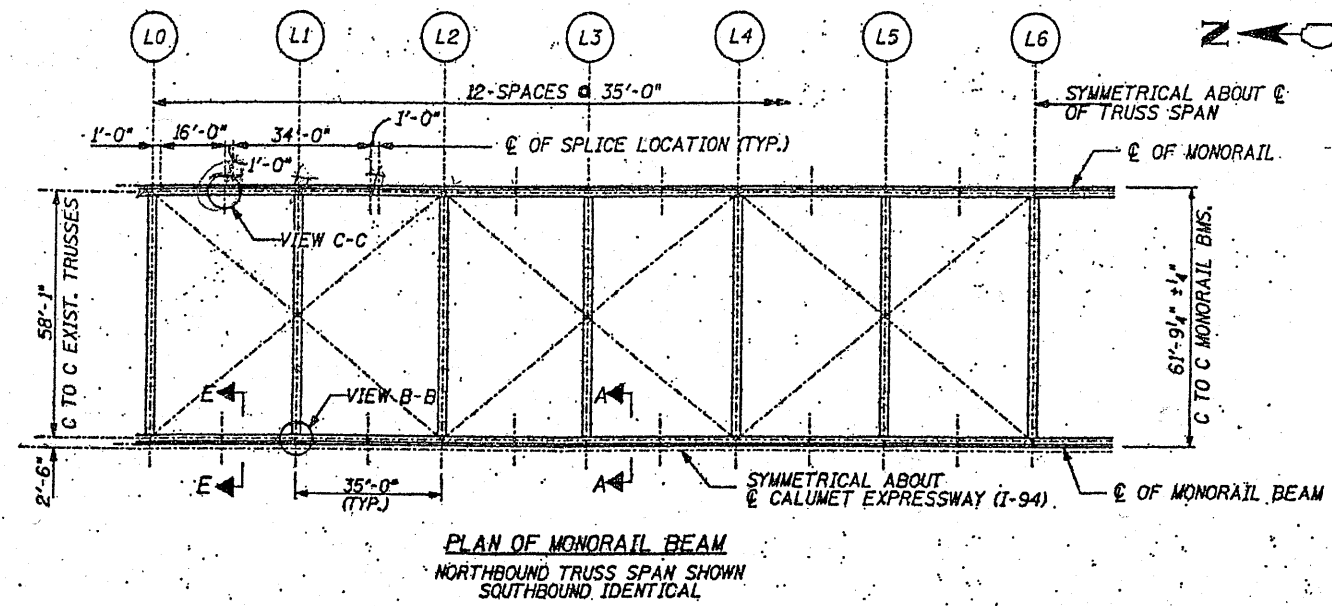 L0 L1 L2 L3 L4 L5 L6 N
12-SPACES @ 35'-0"
SYMMETRICAL ABOUT ℄
OF TRUSS SPAN
1'-0" 16'-0" 34'-0" 1'-0"
℄ OF SPLICE LOCATION (TYP.)
1'-0"
℄ OF MONORAIL
VIEW C-C
58'-1"
C TO C EXIST. TRUSSES
61'-9¼" ±¼"
C TO C MONORAIL BMS.
E
VIEW B-B
A
2'-6"
E
35'-0"
(TYP.)
A
SYMMETRICAL ABOUT
℄ CALUMET EXPRESSWAY (I-94)
℄ OF MONORAIL BEAM
PLAN OF MONORAIL BEAM
NORTHBOUND TRUSS SPAN SHOWN
SOUTHBOUND IDENTICAL